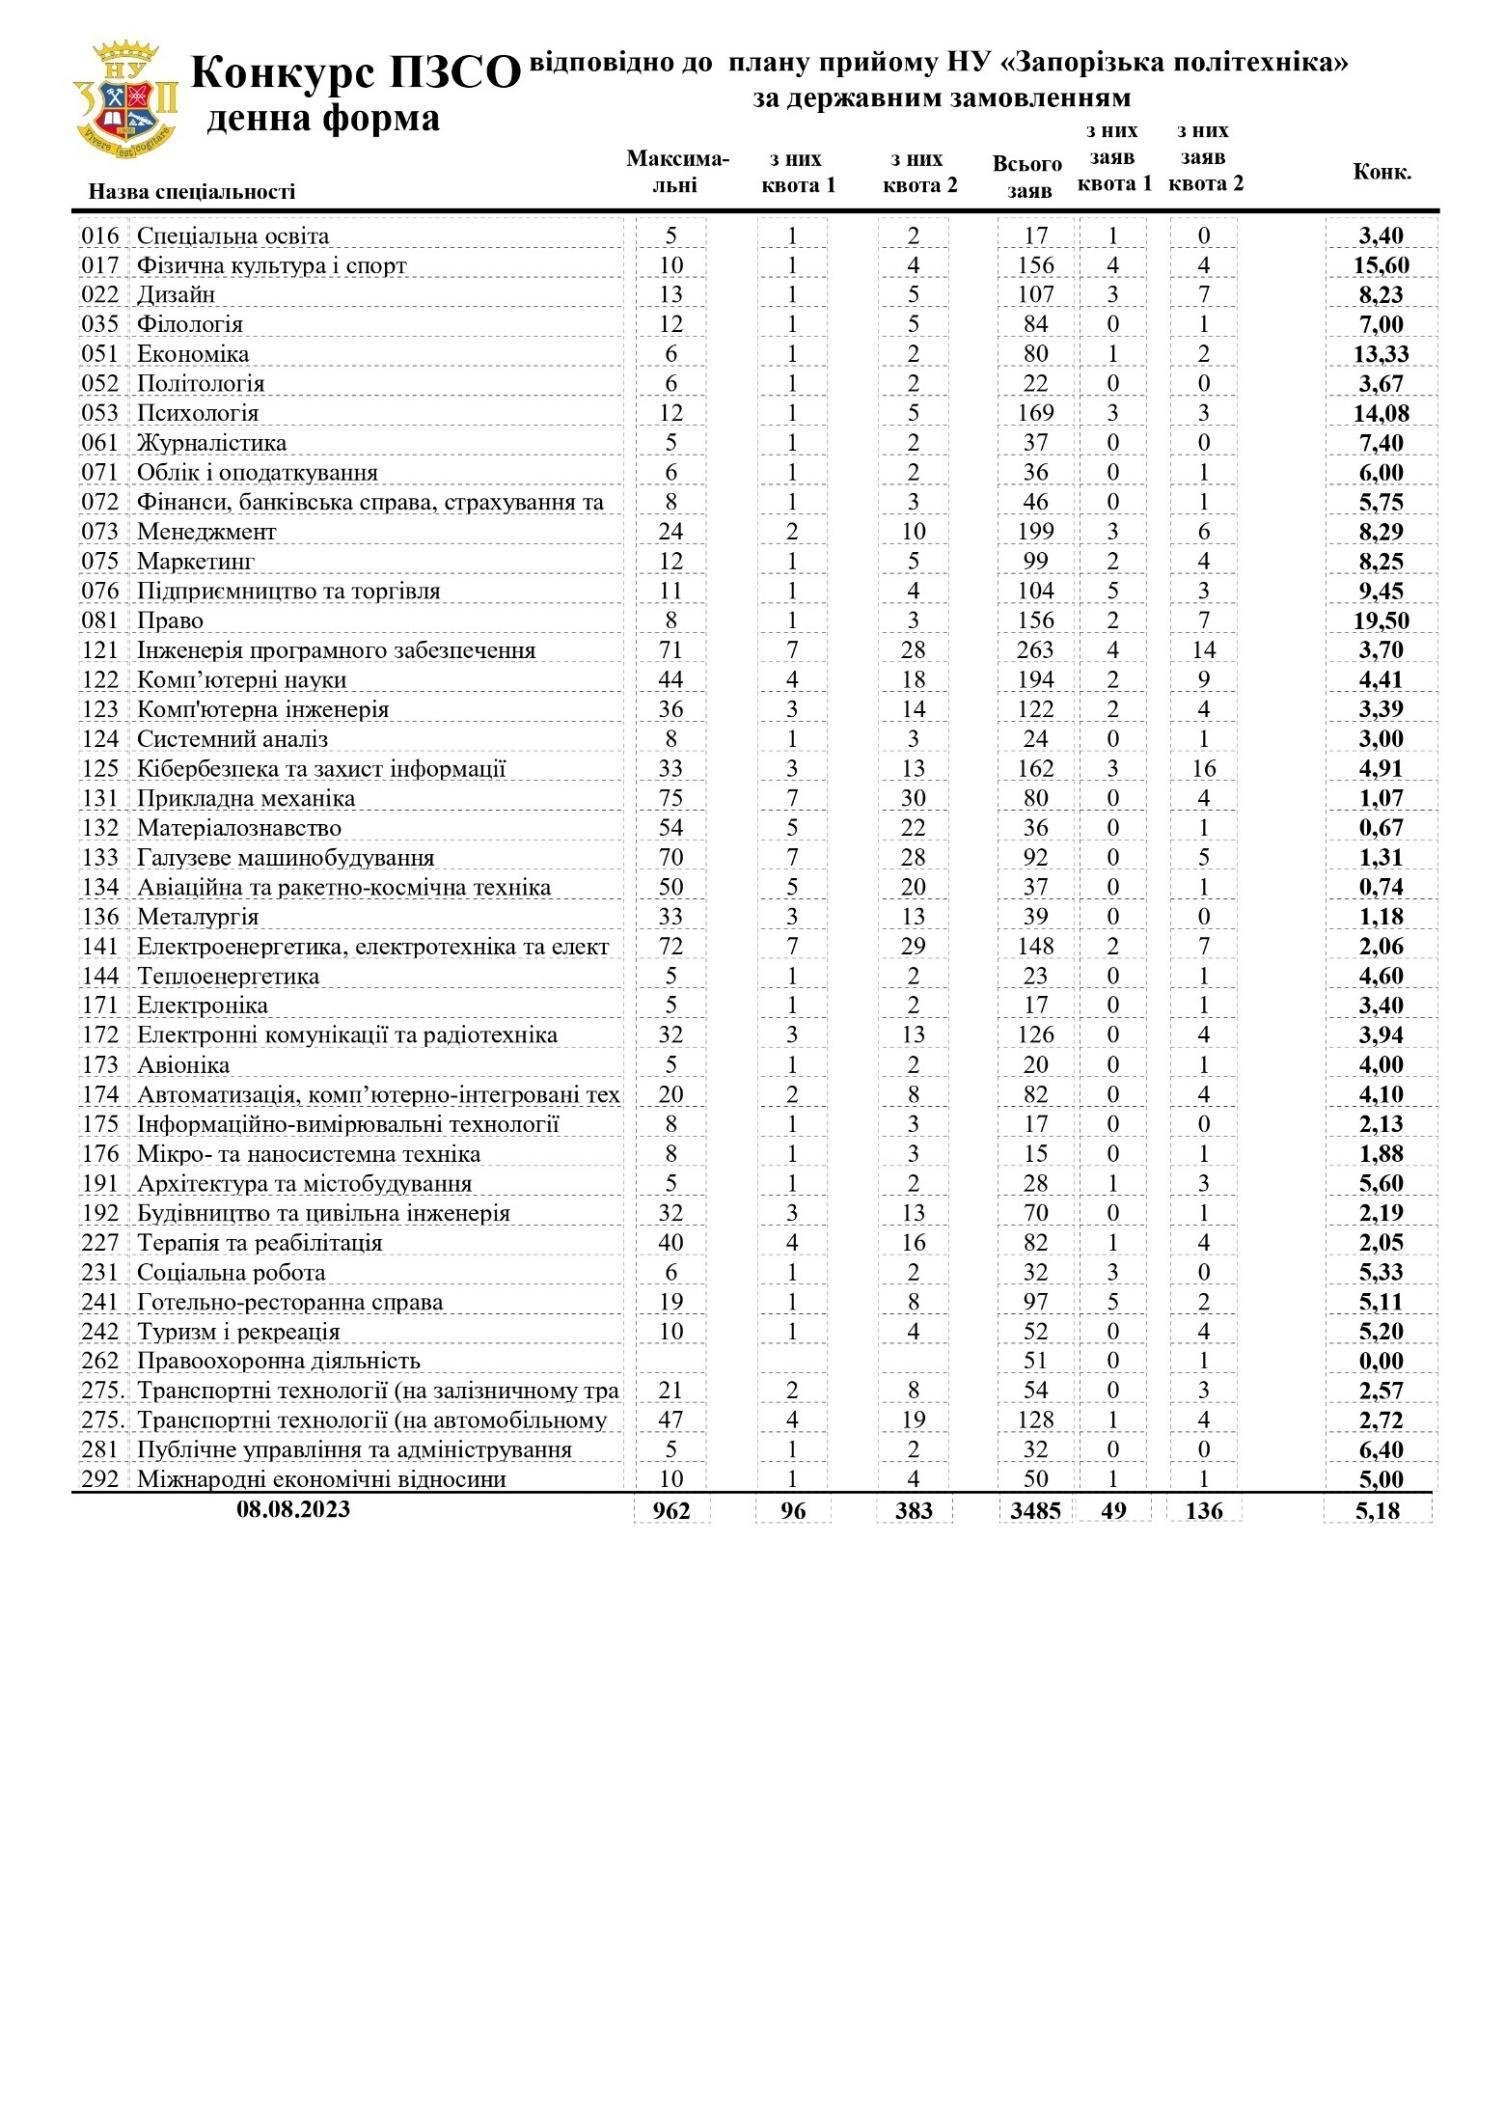 НУ
З П
Vivere est cogitare
Конкурс ПЗСО відповідно до плану прийому НУ «Запорізька політехніка»
денна форма за державним замовленням
Назва спеціальності Максима-льні з них квота 1 з них квота 2 Всього заяв з них заяв квота 1 з них заяв квота 2 Конк.
016 Спеціальна освіта 5 1 2 17 1 0 3,40
017 Фізична культура і спорт 10 1 4 156 4 4 15,60
022 Дизайн 13 1 5 107 3 7 8,23
035 Філологія 12 1 5 84 0 1 7,00
051 Економіка 6 1 2 80 1 2 13,33
052 Політологія 6 1 2 22 0 0 3,67
053 Психологія 12 1 5 169 3 3 14,08
061 Журналістика 5 1 2 37 0 0 7,40
071 Облік і оподаткування 6 1 2 36 0 1 6,00
072 Фінанси, банківська справа, страхування та 8 1 3 46 0 1 5,75
073 Менеджмент 24 2 10 199 3 6 8,29
075 Маркетинг 12 1 5 99 2 4 8,25
076 Підприємництво та торгівля 11 1 4 104 5 3 9,45
081 Право 8 1 3 156 2 7 19,50
121 Інженерія програмного забезпечення 71 7 28 263 4 14 3,70
122 Комп’ютерні науки 44 4 18 194 2 9 4,41
123 Комп'ютерна інженерія 36 3 14 122 2 4 3,39
124 Системний аналіз 8 1 3 24 0 1 3,00
125 Кібербезпека та захист інформації 33 3 13 162 3 16 4,91
131 Прикладна механіка 75 7 30 80 0 4 1,07
132 Матеріалознавство 54 5 22 36 0 1 0,67
133 Галузеве машинобудування 70 7 28 92 0 5 1,31
134 Авіаційна та ракетно-космічна техніка 50 5 20 37 0 1 0,74
136 Металургія 33 3 13 39 0 0 1,18
141 Електроенергетика, електротехніка та елект 72 7 29 148 2 7 2,06
144 Теплоенергетика 5 1 2 23 0 1 4,60
171 Електроніка 5 1 2 17 0 1 3,40
172 Електронні комунікації та радіотехніка 32 3 13 126 0 4 3,94
173 Авіоніка 5 1 2 20 0 1 4,00
174 Автоматизація, комп’ютерно-інтегровані тех 20 2 8 82 0 4 4,10
175 Інформаційно-вимірювальні технології 8 1 3 17 0 0 2,13
176 Мікро- та наносистемна техніка 8 1 3 15 0 1 1,88
191 Архітектура та містобудування 5 1 2 28 1 3 5,60
192 Будівництво та цивільна інженерія 32 3 13 70 0 1 2,19
227 Терапія та реабілітація 40 4 16 82 1 4 2,05
231 Соціальна робота 6 1 2 32 3 0 5,33
241 Готельно-ресторанна справа 19 1 8 97 5 2 5,11
242 Туризм і рекреація 10 1 4 52 0 4 5,20
262 Правоохоронна діяльність 51 0 1 0,00
275. Транспортні технології (на залізничному тра 21 2 8 54 0 3 2,57
275. Транспортні технології (на автомобільному 47 4 19 128 1 4 2,72
281 Публічне управління та адміністрування 5 1 2 32 0 0 6,40
292 Міжнародні економічні відносини 10 1 4 50 1 1 5,00
08.08.2023 962 96 383 3485 49 136 5,18